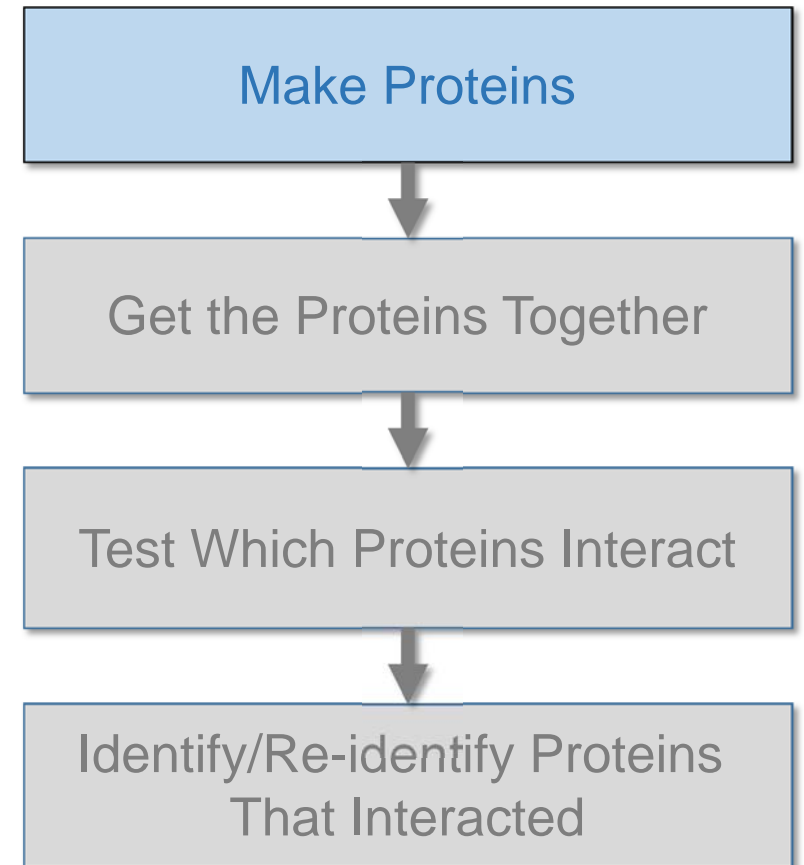 Make Proteins
Get the Proteins Together
Test Which Proteins Interact
Identify/Re-identify Proteins
That Interacted